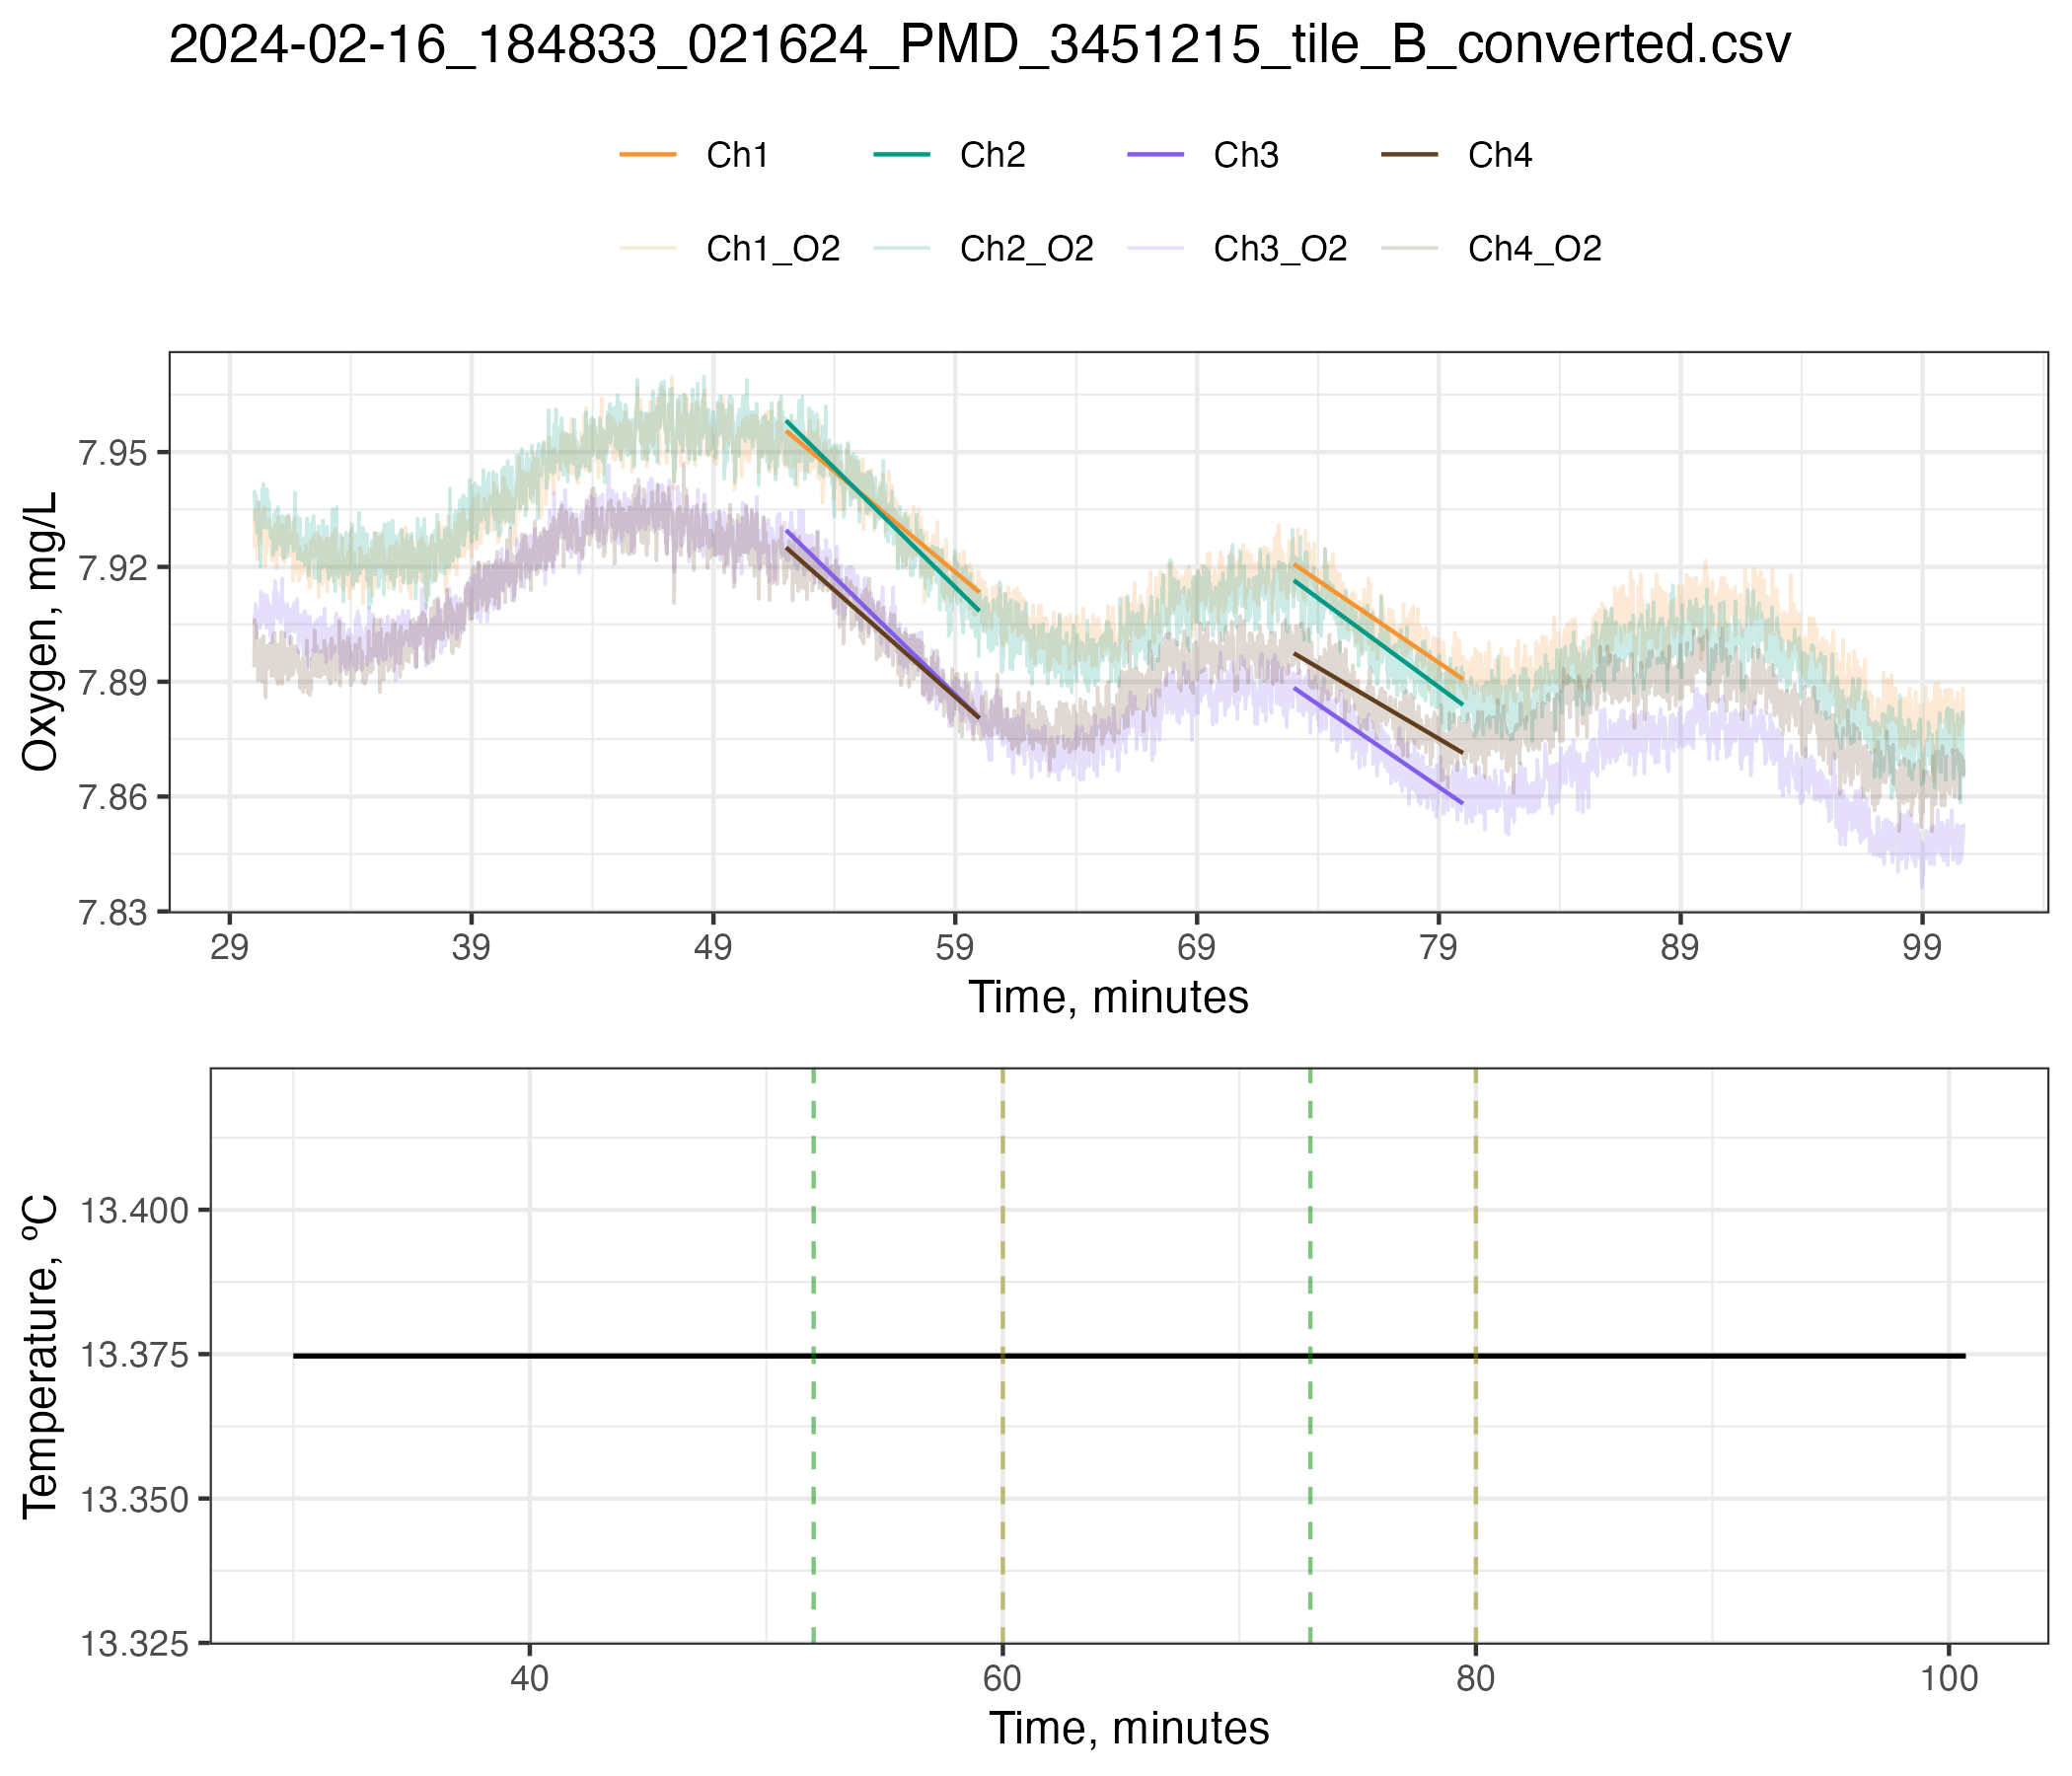 2024-02-16_184833_021624_PMD_3451215_tile_B_converted.csv
Ch1 Ch2 Ch3 Ch4
Ch1_O2 Ch2_O2 Ch3_O2 Ch4_O2
Oxygen, mg/L
7.95
7.92
7.89
7.86
7.83
29 39 49 59 69 79 89 99
Time, minutes
Temperature, ºC
13.400
13.375
13.350
13.325
40 60 80 100
Time, minutes